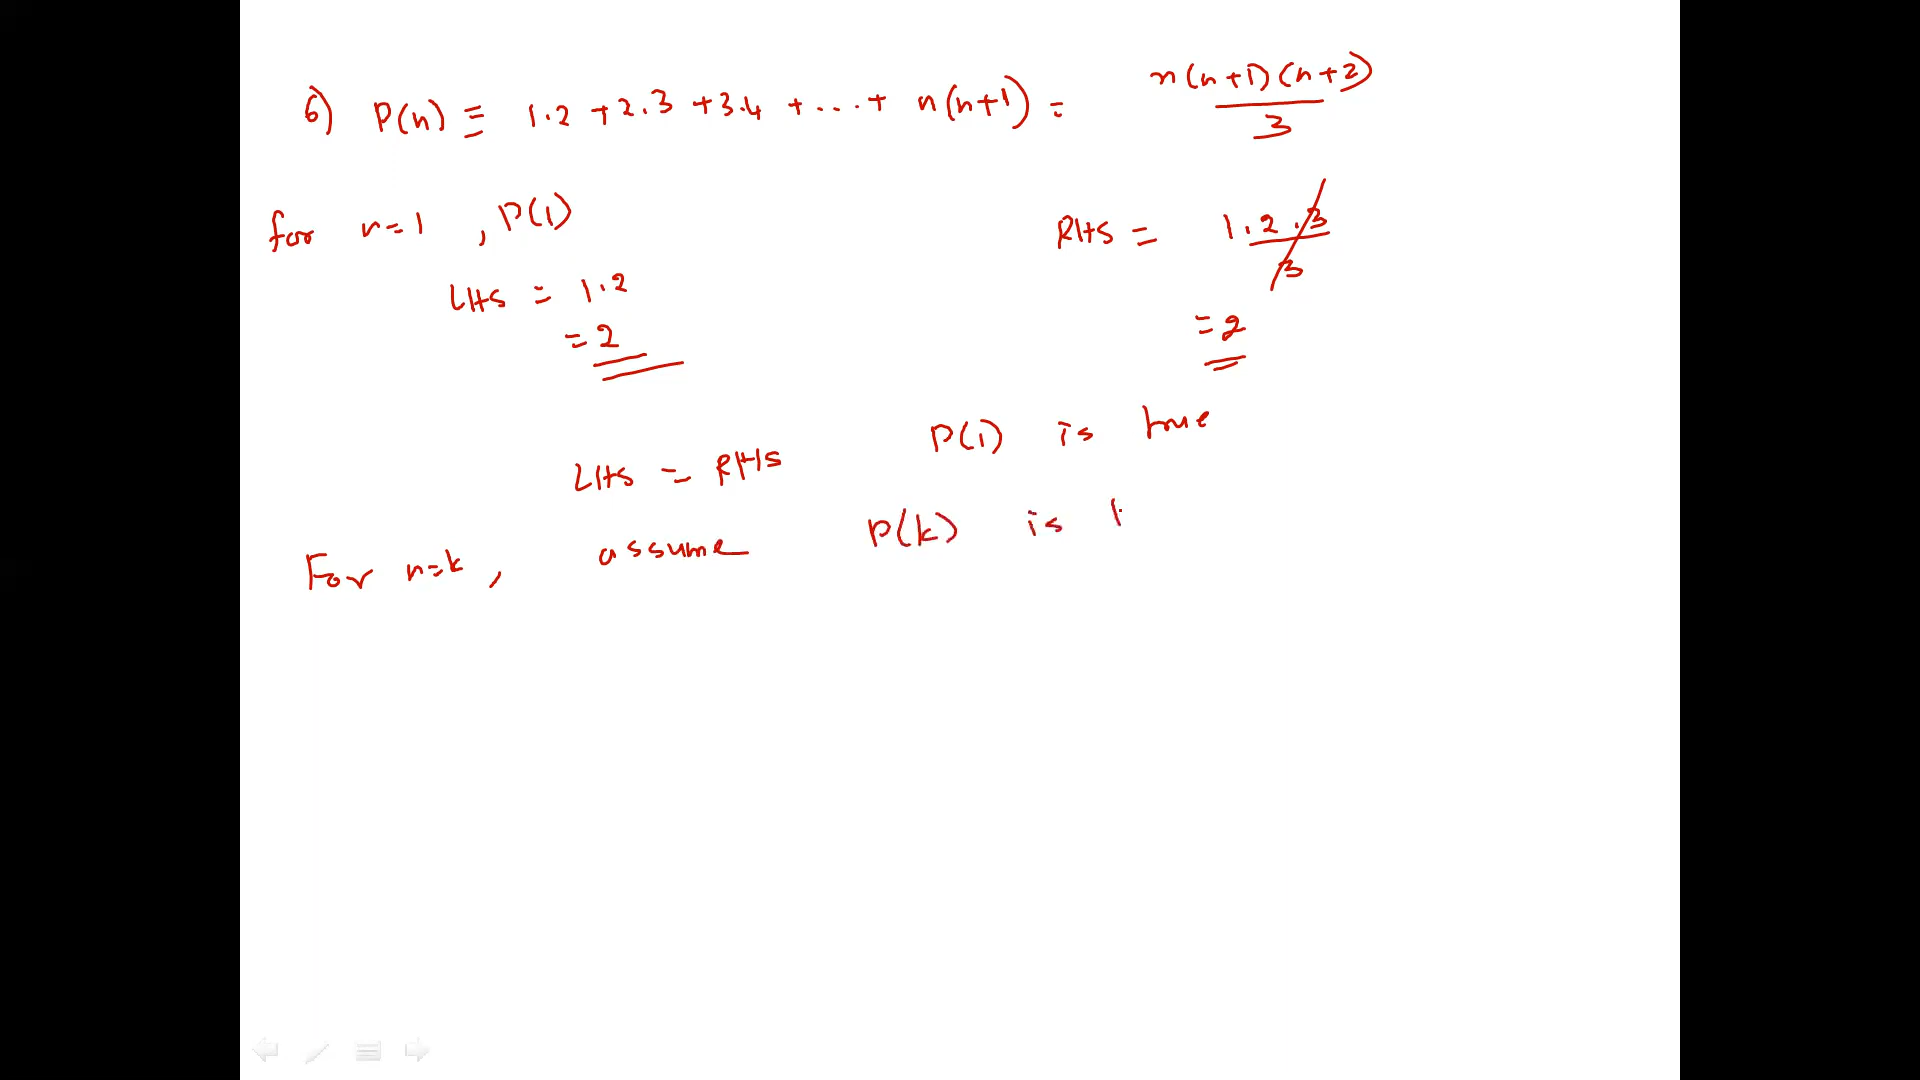 6) P(n) ≡ 1.2 + 2.3 + 3.4 + ... + n(n+1) = n(n+1)(n+2) / 3
for n=1 , P(1)
RHS = 1.2.3 / 3
LHS = 1.2
= 2
= 2
P(1) is true
LHS = RHS
For n=k, assume P(k) is